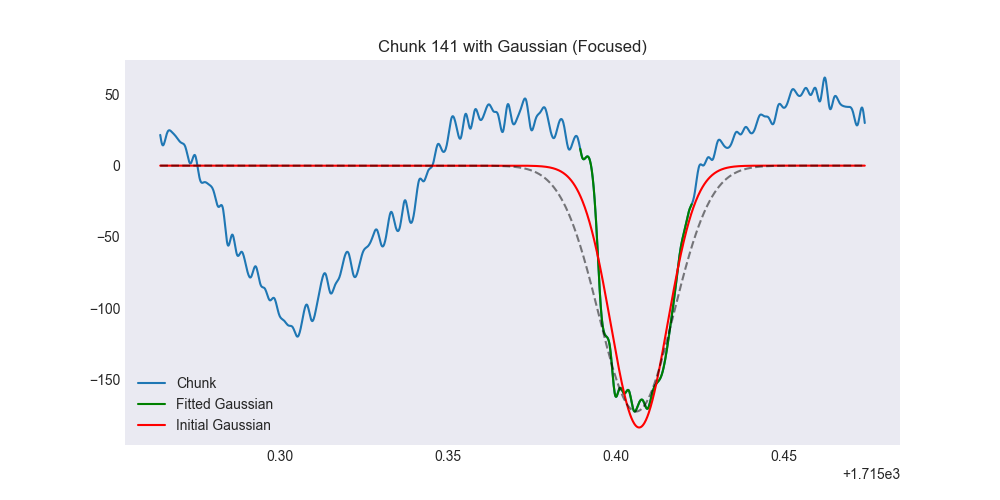 Chunk 141 with Gaussian (Focused)
50
0
−50
−100
−150
Chunk
Fitted Gaussian
Initial Gaussian
0.30 0.35 0.40 0.45
+1.715e3